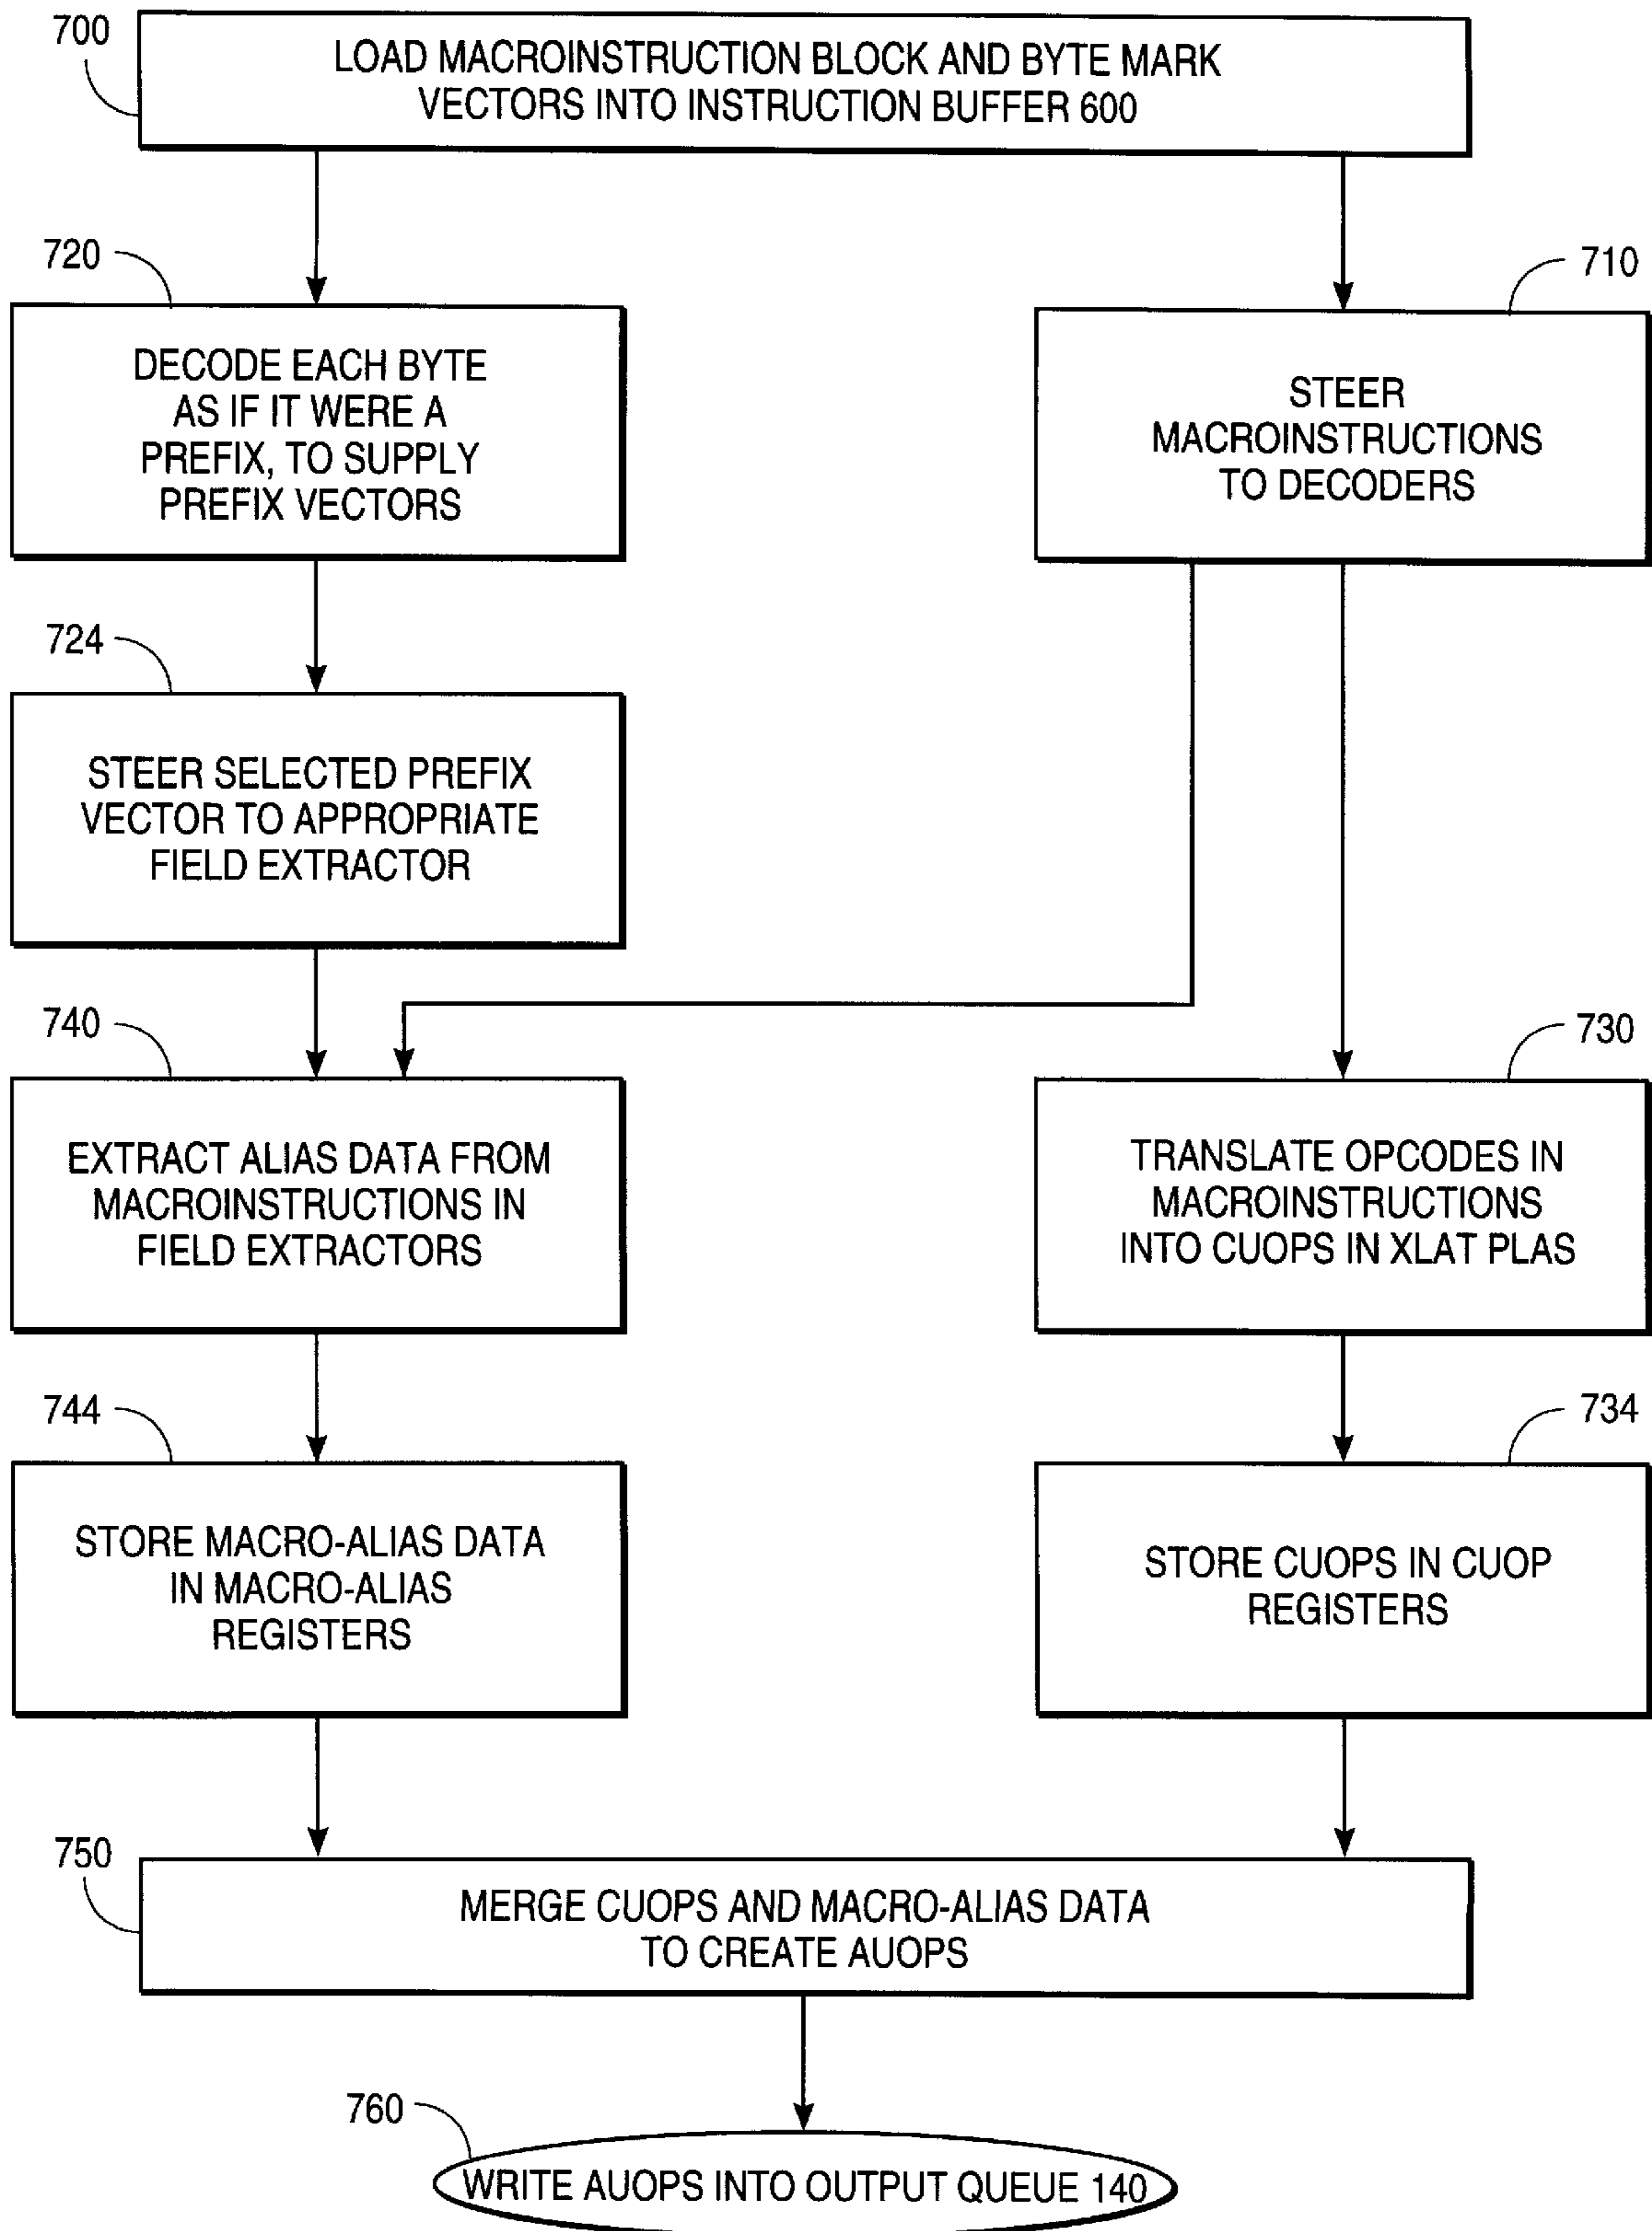 700
LOAD MACROINSTRUCTION BLOCK AND BYTE MARK
VECTORS INTO INSTRUCTION BUFFER 600
720
DECODE EACH BYTE
AS IF IT WERE A
PREFIX, TO SUPPLY
PREFIX VECTORS
710
STEER
MACROINSTRUCTIONS
TO DECODERS
724
STEER SELECTED PREFIX
VECTOR TO APPROPRIATE
FIELD EXTRACTOR
740
EXTRACT ALIAS DATA FROM
MACROINSTRUCTIONS IN
FIELD EXTRACTORS
730
TRANSLATE OPCODES IN
MACROINSTRUCTIONS
INTO CUOPS IN XLAT PLAS
744
STORE MACRO-ALIAS DATA
IN MACRO-ALIAS
REGISTERS
734
STORE CUOPS IN CUOP
REGISTERS
750
MERGE CUOPS AND MACRO-ALIAS DATA
TO CREATE AUOPS
760
WRITE AUOPS INTO OUTPUT QUEUE 140